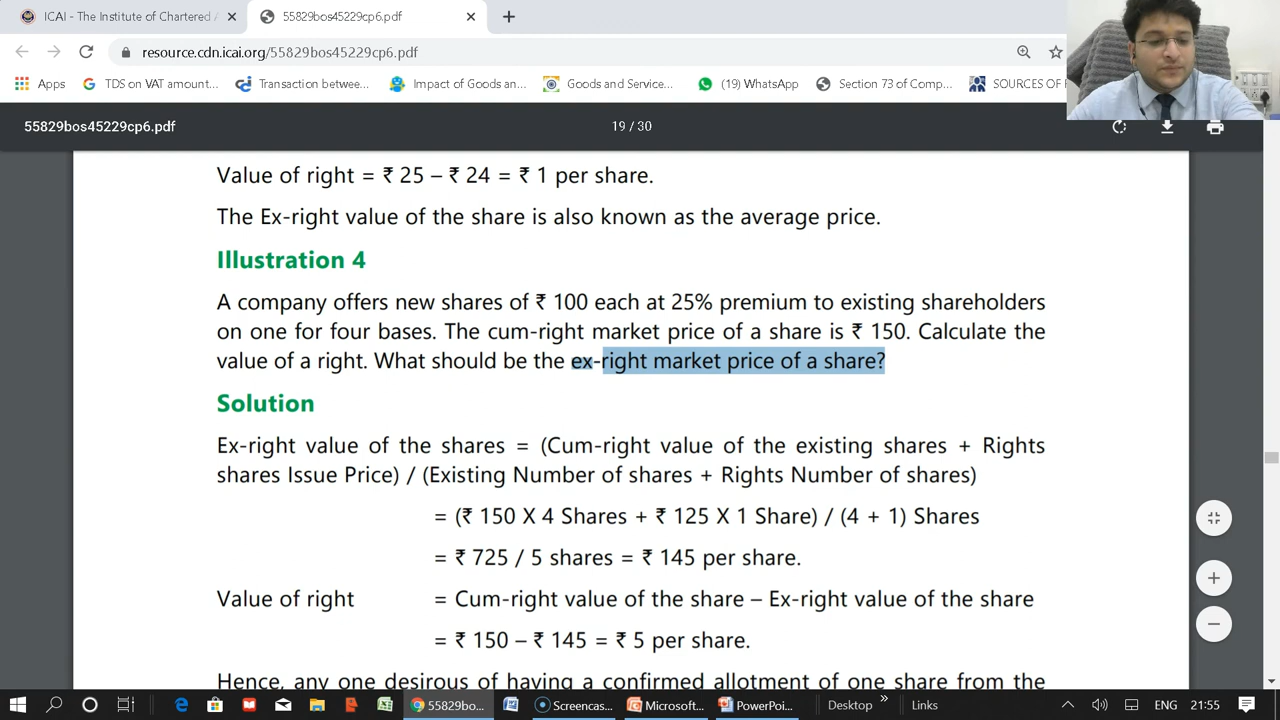 ICAI - The Institute of Chartered A
55829bos45229cp6.pdf
resource.cdn.icai.org/55829bos45229cp6.pdf
Apps
TDS on VAT amount...
Transaction betwee...
Impact of Goods an...
Goods and Service...
(19) WhatsApp
Section 73 of Comp...
SOURCES OF
55829bos45229cp6.pdf
19 / 30
Value of right = ₹ 25 – ₹ 24 = ₹ 1 per share.
The Ex-right value of the share is also known as the average price.
Illustration 4
A company offers new shares of ₹ 100 each at 25% premium to existing shareholders
on one for four bases. The cum-right market price of a share is ₹ 150. Calculate the
value of a right. What should be the ex-right market price of a share?
Solution
Ex-right value of the shares = (Cum-right value of the existing shares + Rights
shares Issue Price) / (Existing Number of shares + Rights Number of shares)
= (₹ 150 X 4 Shares + ₹ 125 X 1 Share) / (4 + 1) Shares
= ₹ 725 / 5 shares = ₹ 145 per share.
Value of right = Cum-right value of the share – Ex-right value of the share
= ₹ 150 – ₹ 145 = ₹ 5 per share.
Hence, any one desirous of having a confirmed allotment of one share from the
55829bo...
Screencas...
Microsoft...
PowerPoi...
Desktop
Links
ENG
21:55